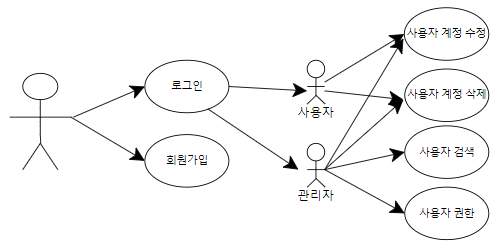 사용자 계정 수정
로그인
사용자
사용자 계정 삭제
회원가입
관리자
사용자 검색
사용자 권한